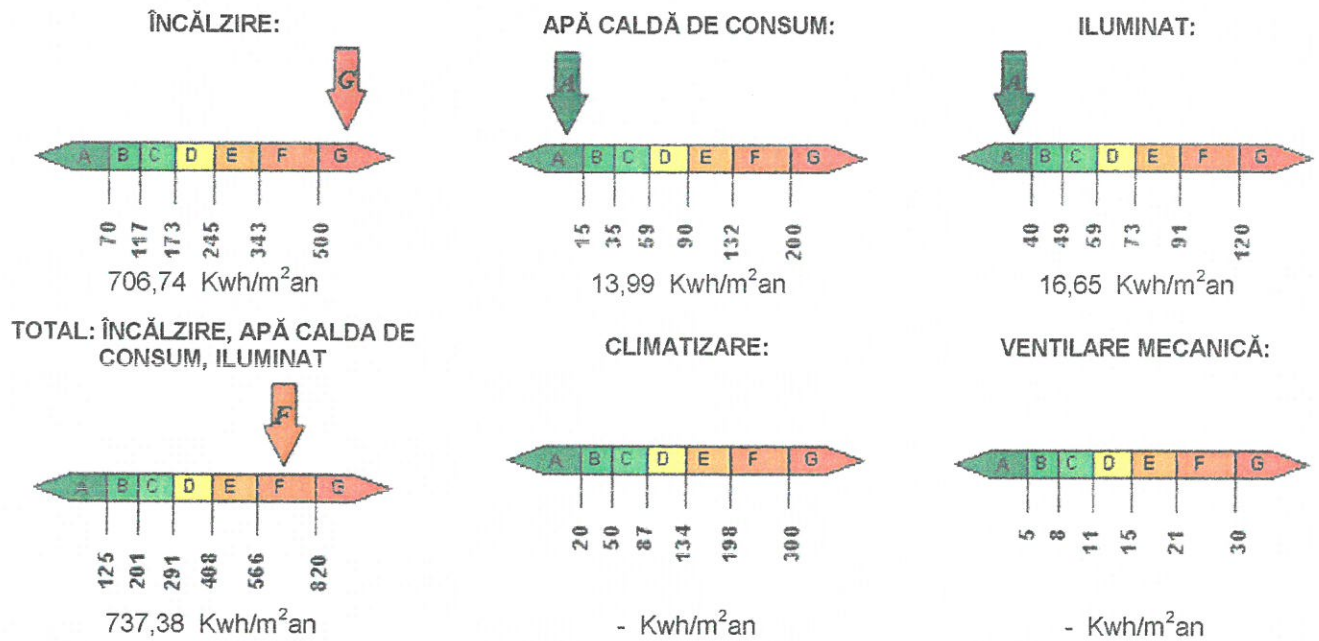 ÎNCĂLZIRE:
G
A B C D E F G
70 117 173 245 343 500
706,74 Kwh/m²an
APĂ CALDĂ DE CONSUM:
A
A B C D E F G
15 35 59 90 132 200
13,99 Kwh/m²an
ILUMINAT:
A
A B C D E F G
40 49 59 73 91 120
16,65 Kwh/m²an
TOTAL: ÎNCĂLZIRE, APĂ CALDA DE
CONSUM, ILUMINAT
F
A B C D E F G
125 201 291 408 566 820
737,38 Kwh/m²an
CLIMATIZARE:
A B C D E F G
20 50 87 134 198 300
- Kwh/m²an
VENTILARE MECANICĂ:
A B C D E F G
5 8 11 15 21 30
- Kwh/m²an